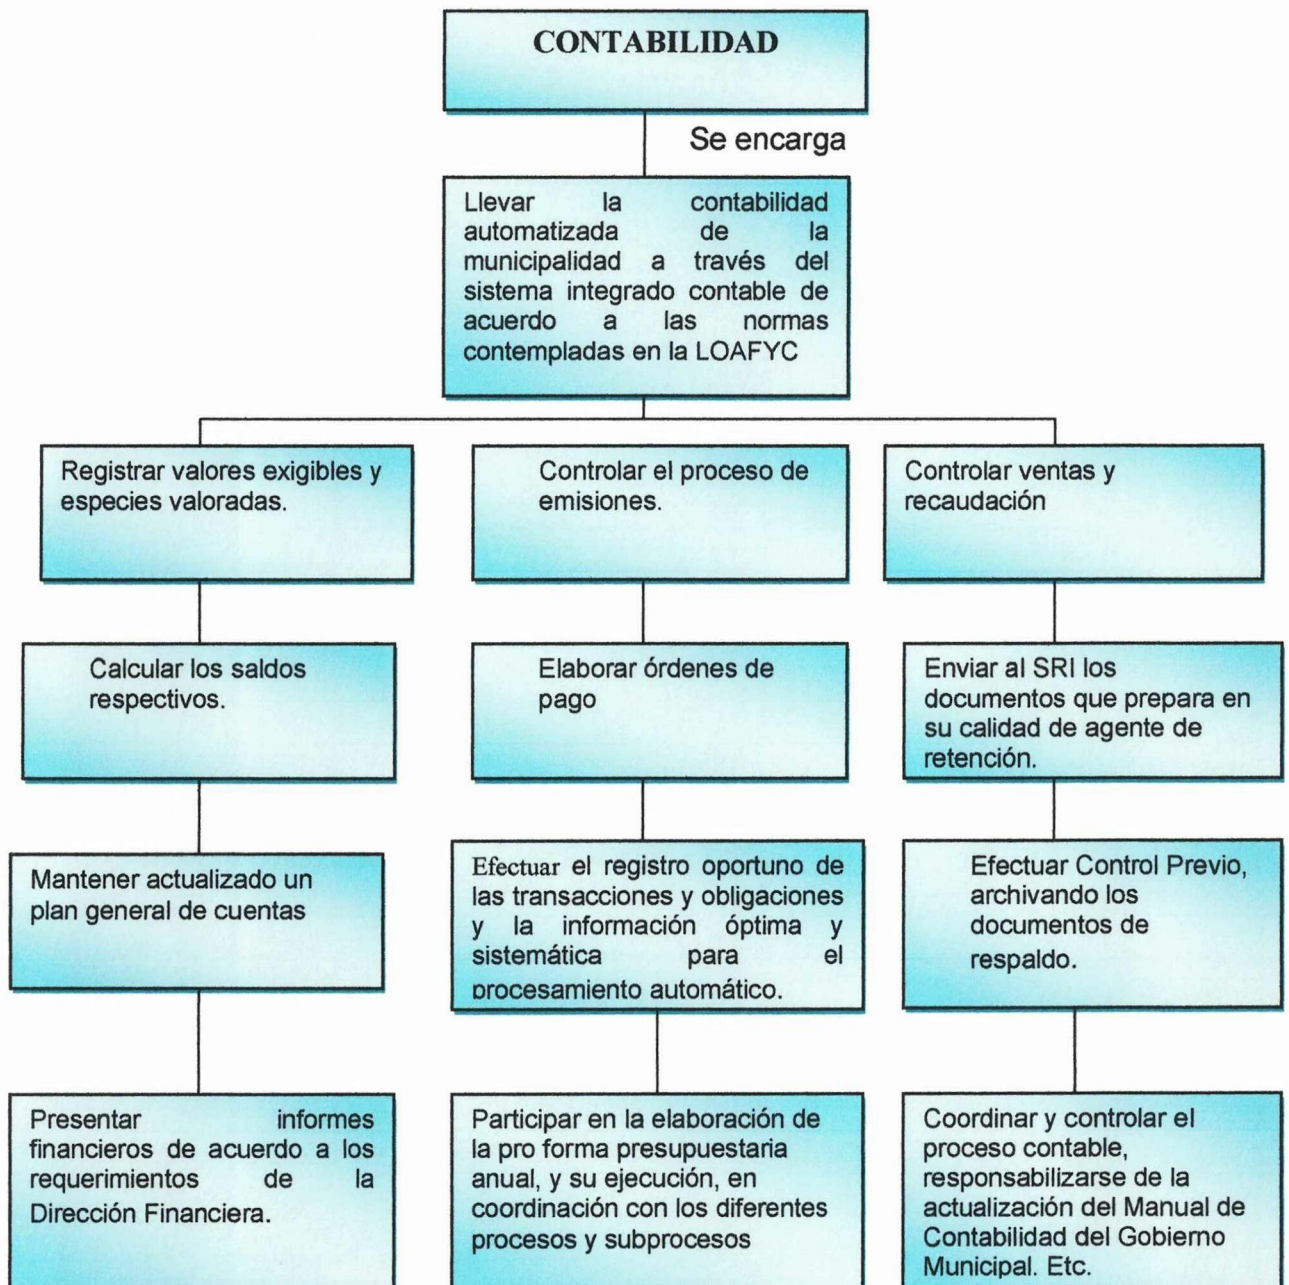 CONTABILIDAD
Se encarga
Llevar la contabilidad
automatizada de la
municipalidad a través del
sistema integrado contable de
acuerdo a las normas
contempladas en la LOAFYC
Registrar valores exigibles y
especies valoradas.
Controlar el proceso de
emisiones.
Controlar ventas y
recaudación
Calcular los saldos
respectivos.
Elaborar órdenes de
pago
Enviar al SRI los
documentos que prepara en
su calidad de agente de
retención.
Mantener actualizado un
plan general de cuentas
Efectuar el registro oportuno de
las transacciones y obligaciones
y la información óptima y
sistemática para el
procesamiento automático.
Efectuar Control Previo,
archivando los
documentos de
respaldo.
Presentar informes
financieros de acuerdo a los
requerimientos de la
Dirección Financiera.
Participar en la elaboración de
la pro forma presupuestaria
anual, y su ejecución, en
coordinación con los diferentes
procesos y subprocesos
Coordinar y controlar el
proceso contable,
responsabilizarse de la
actualización del Manual de
Contabilidad del Gobierno
Municipal. Etc.